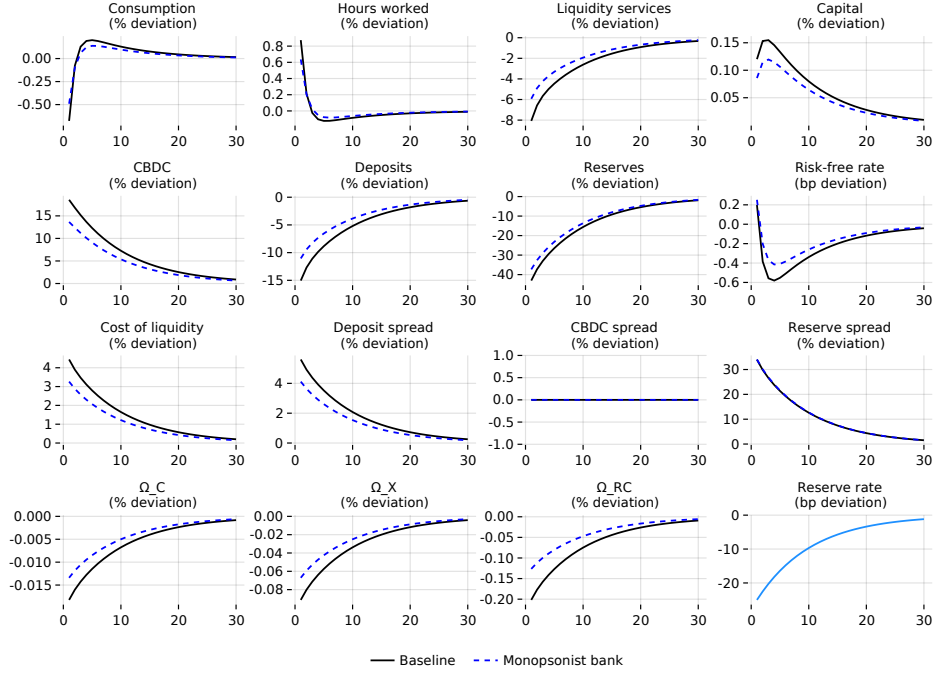 Consumption
(% deviation)
Hours worked
(% deviation)
Liquidity services
(% deviation)
Capital
(% deviation)
0.00
-0.25
-0.50
0 10 20 30
0.8
0.6
0.4
0.2
0.0
0 10 20 30
0
-2
-4
-6
-8
0 10 20 30
0.15
0.10
0.05
0 10 20 30
CBDC
(% deviation)
Deposits
(% deviation)
Reserves
(% deviation)
Risk-free rate
(bp deviation)
15
10
5
0
0 10 20 30
0
-5
-10
-15
0 10 20 30
0
-10
-20
-30
-40
0 10 20 30
0.2
0.0
-0.2
-0.4
-0.6
0 10 20 30
Cost of liquidity
(% deviation)
Deposit spread
(% deviation)
CBDC spread
(% deviation)
Reserve spread
(% deviation)
4
3
2
1
0
0 10 20 30
4
2
0
0 10 20 30
1.0
0.5
0.0
-0.5
-1.0
0 10 20 30
30
20
10
0
0 10 20 30
Ω_C
(% deviation)
Ω_X
(% deviation)
Ω_RC
(% deviation)
Reserve rate
(bp deviation)
0.000
-0.005
-0.010
-0.015
0 10 20 30
0.00
-0.02
-0.04
-0.06
-0.08
0 10 20 30
0.00
-0.05
-0.10
-0.15
-0.20
0 10 20 30
0
-10
-20
0 10 20 30
Baseline Monopsonist bank